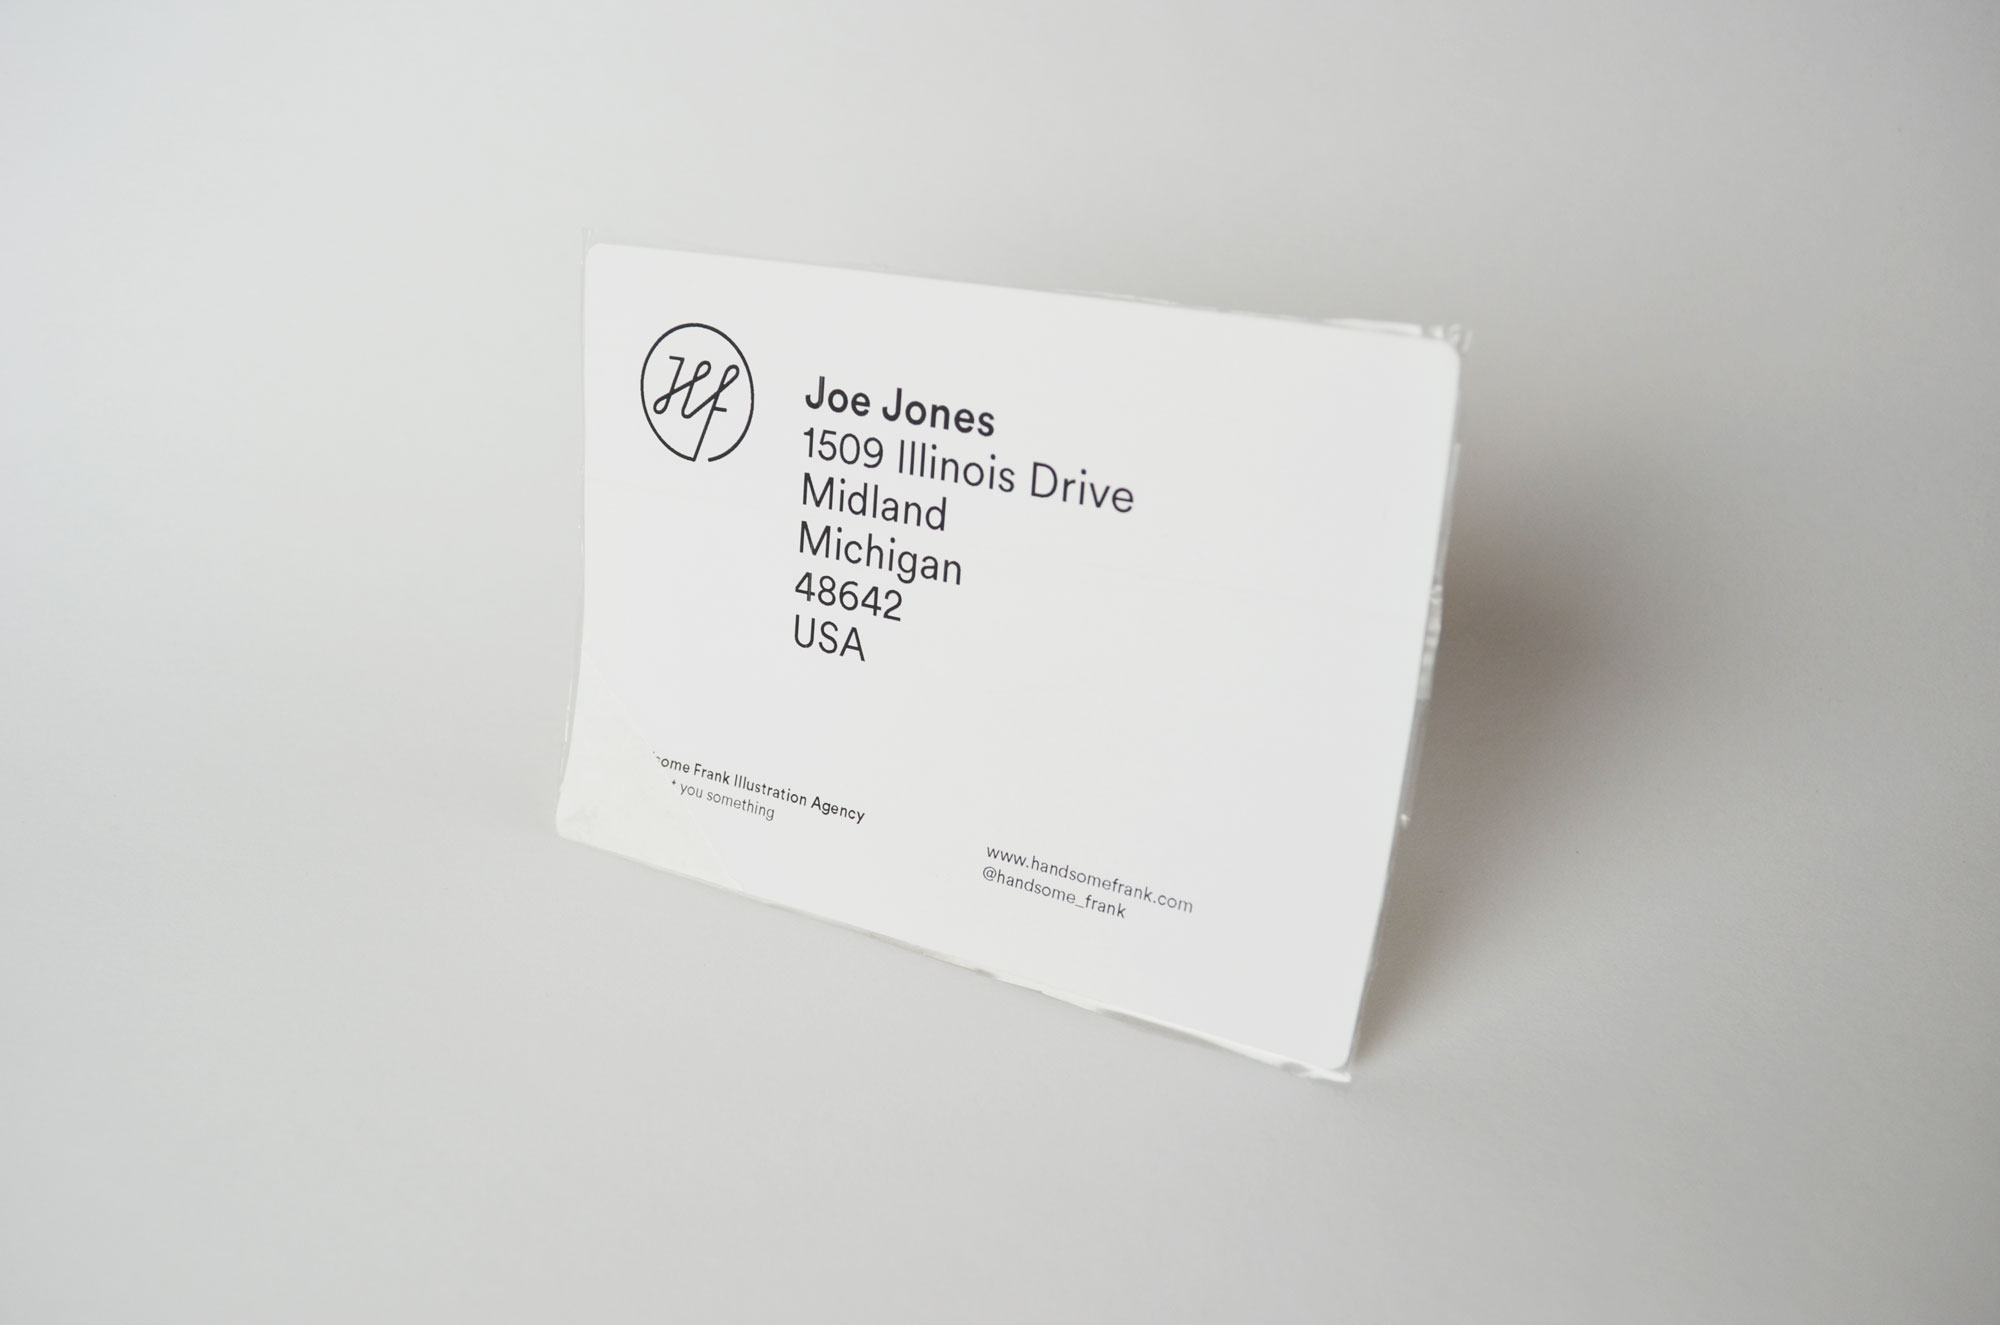 Hf
Joe Jones
1509 Illinois Drive
Midland
Michigan
48642
USA
Frank Illustration Agency
you something
www.handsomefrank.com
@handsome_frank